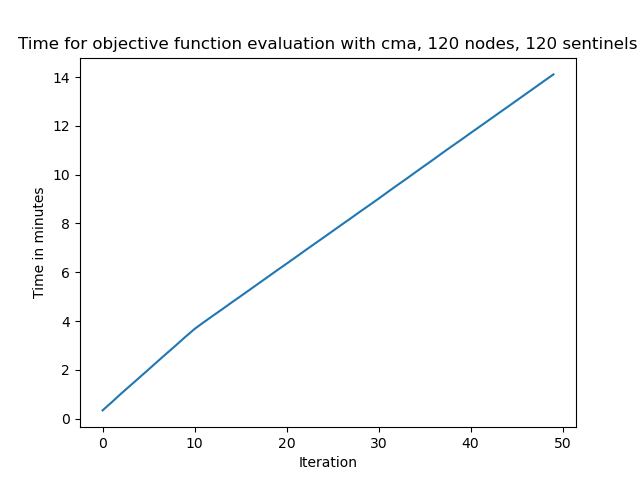 Time for objective function evaluation with cma, 120 nodes, 120 sentinels
14
12
10
8
6
4
2
0
Time in minutes
0 10 20 30 40 50
Iteration